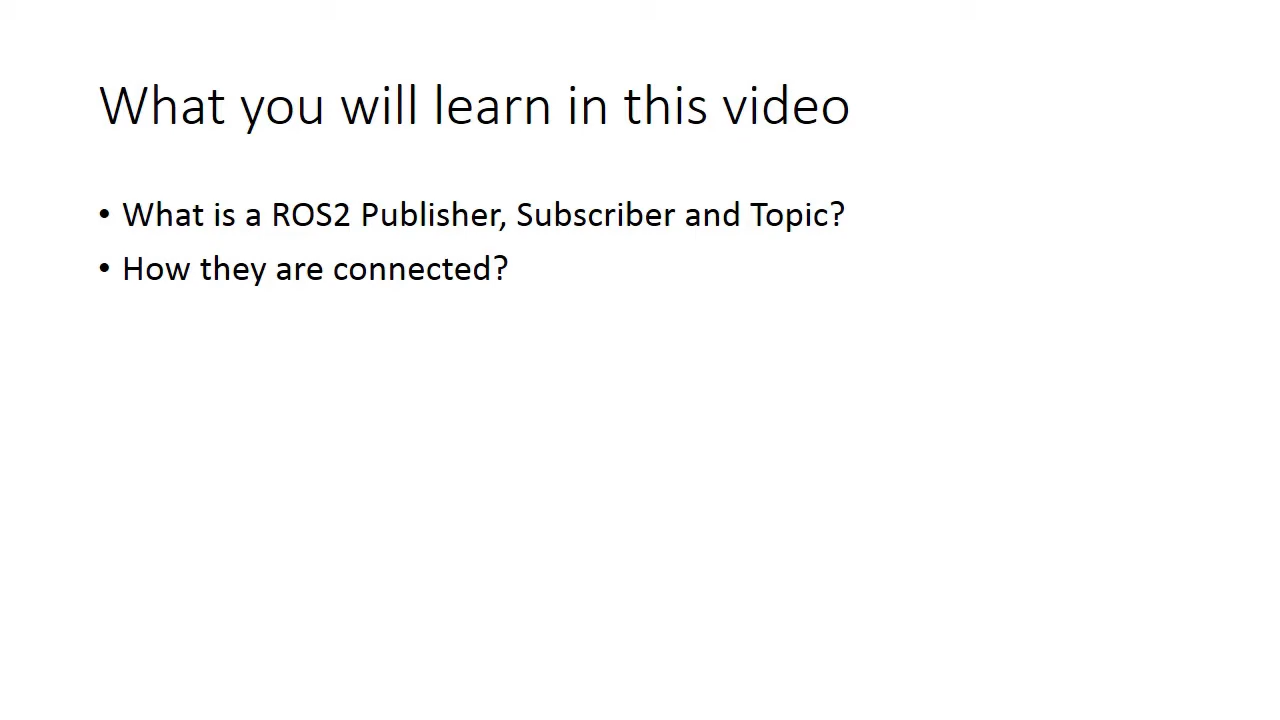 What you will learn in this video
• What is a ROS2 Publisher, Subscriber and Topic?
• How they are connected?